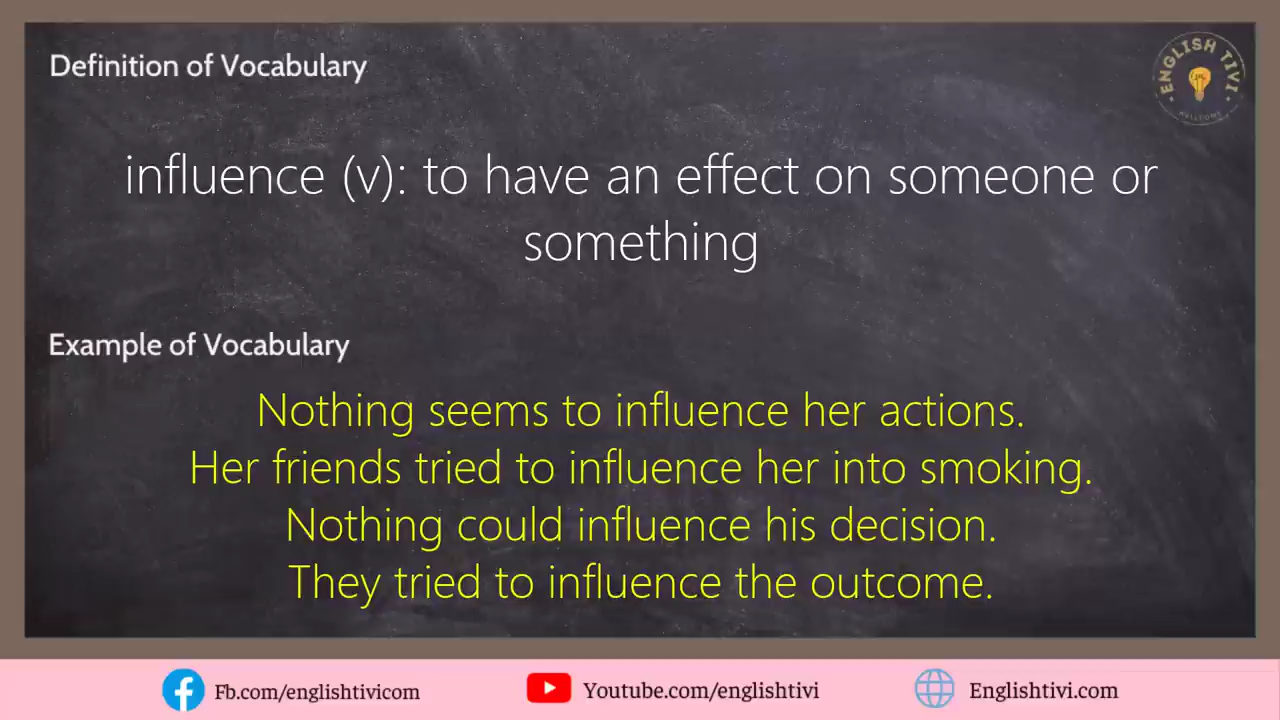 Definition of Vocabulary
ENGLISH TIVI
influence (v): to have an effect on someone or
something
Example of Vocabulary
Nothing seems to influence her actions.
Her friends tried to influence her into smoking.
Nothing could influence his decision.
They tried to influence the outcome.
Fb.com/englishtivicom
Youtube.com/englishtivi
Englishtivi.com